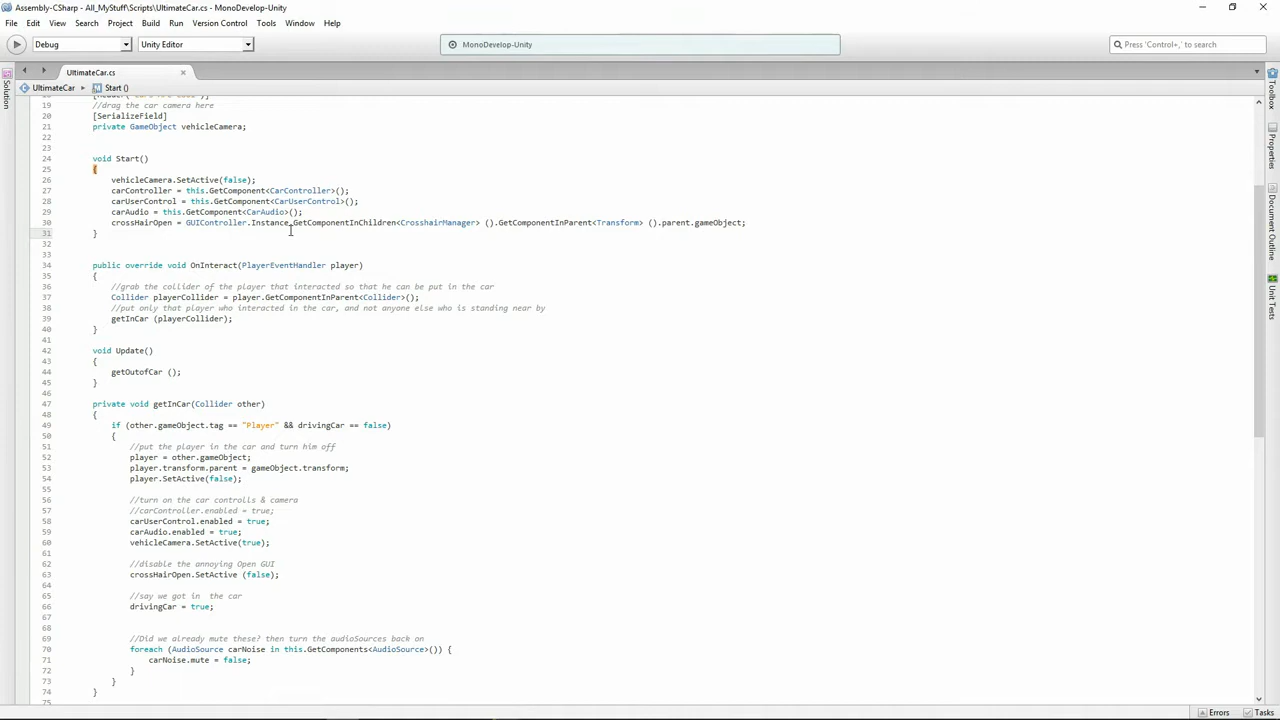 Assembly-CSharp - All_MyStuff\Scripts\UltimateCar.cs - MonoDevelop-Unity
File Edit View Search Project Build Run Version Control Tools Window Help
Debug Unity Editor MonoDevelop-Unity Press 'Control+,' to search
UltimateCar.cs
UltimateCar Start ()
Solution
Toolbox
Properties
Document Outline
Unit Tests
18
19 //drag the car camera here
20 [SerializeField]
21 private GameObject vehicleCamera;
22
23
24 void Start()
25 {
26 vehicleCamera.SetActive(false);
27 carController = this.GetComponent<CarController>();
28 carUserControl = this.GetComponent<CarUserControl>();
29 carAudio = this.GetComponent<CarAudio>();
30 crossHairOpen = GUIController.Instance.GetComponentInChildren<CrosshairManager> ().GetComponentInParent<Transform> ().parent.gameObject;
31 }
32
33
34 public override void OnInteract(PlayerEventHandler player)
35 {
36 //grab the collider of the player that interacted so that he can be put in the car
37 Collider playerCollider = player.GetComponentInParent<Collider>();
38 //put only that player who interacted in the car, and not anyone else who is standing near by
39 getInCar (playerCollider);
40 }
41
42 void Update()
43 {
44 getOutofCar ();
45 }
46
47 private void getInCar(Collider other)
48 {
49 if (other.gameObject.tag == "Player" && drivingCar == false)
50 {
51 //put the player in the car and turn him off
52 player = other.gameObject;
53 player.transform.parent = gameObject.transform;
54 player.SetActive(false);
55
56 //turn on the car controlls & camera
57 //carController.enabled = true;
58 carUserControl.enabled = true;
59 carAudio.enabled = true;
60 vehicleCamera.SetActive(true);
61
62 //disable the annoying Open GUI
63 crossHairOpen.SetActive (false);
64
65 //say we got in  the car
66 drivingCar = true;
67
68
69 //Did we already mute these? then turn the audioSources back on
70 foreach (AudioSource carNoise in this.GetComponents<AudioSource>()) {
71 carNoise.mute = false;
72 }
73 }
74 }
75
Errors Tasks